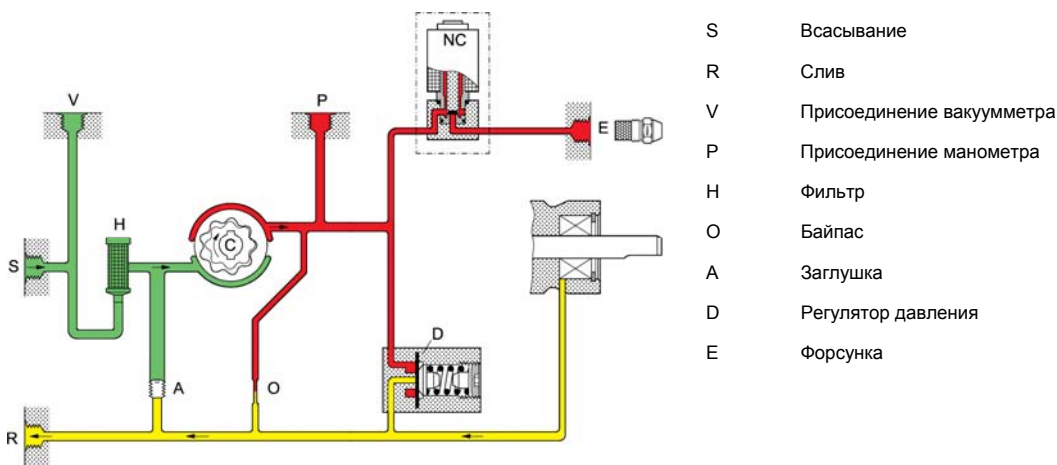 NC
V
P
E
H
C
S
D
A
O
R
S Всасывание
R Слив
V Присоединение вакуумметра
P Присоединение манометра
H Фильтр
O Байпас
A Заглушка
D Регулятор давления
E Форсунка